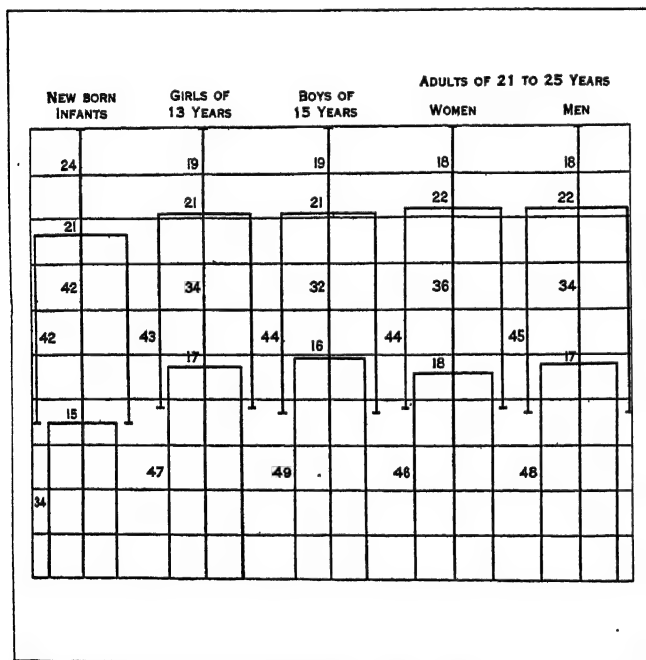 ADULTS OF 21 TO 25 YEARS
NEW BORN INFANTS
GIRLS OF 13 YEARS
BOYS OF 15 YEARS
WOMEN
MEN
24 19 19 18 18
21 21 22 22
21
42 34 32 36 34
42 43 44 44 45
16
17 18 17
15
47 49 46 48
34